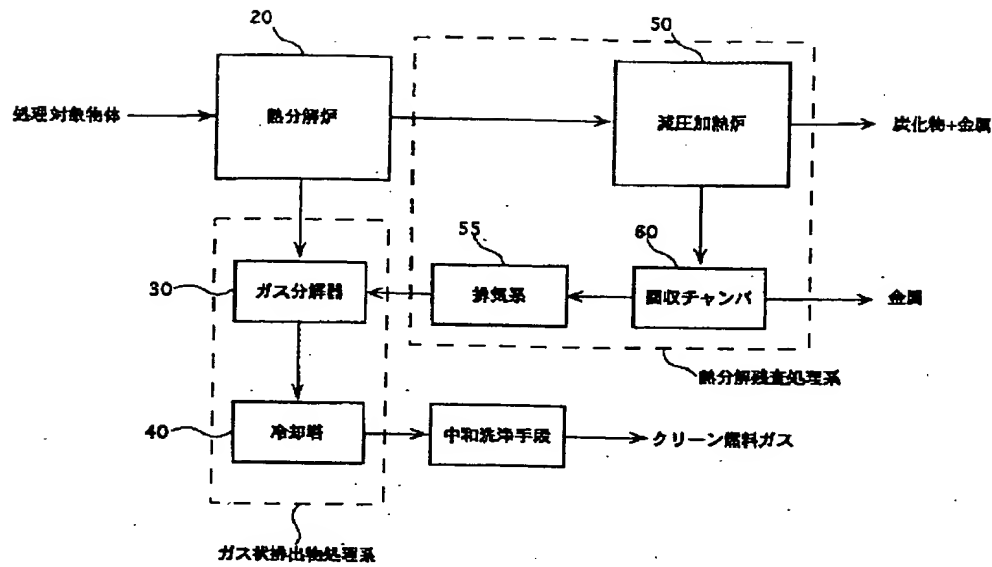 20
50
処理対象物体
熱分解炉
減圧加熱炉
炭化物+金属
55
60
30
ガス分解器
排気系
回収チャンバ
金属
熱分解残査処理系
40
冷却塔
中和洗浄手段
クリーン燃料ガス
ガス状排出物処理系